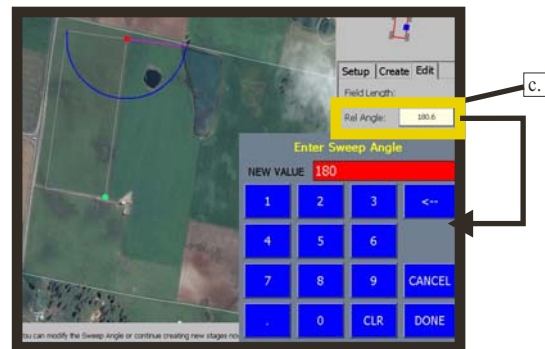 Setup Create Edit
Field Length:
c.
Rel Angle: 180.6
Enter Sweep Angle
NEW VALUE 180
1 2 3 <--
4 5 6
7 8 9 CANCEL
. 0 CLR DONE
ou can modify the Sweep Angle or continue creating new stages now